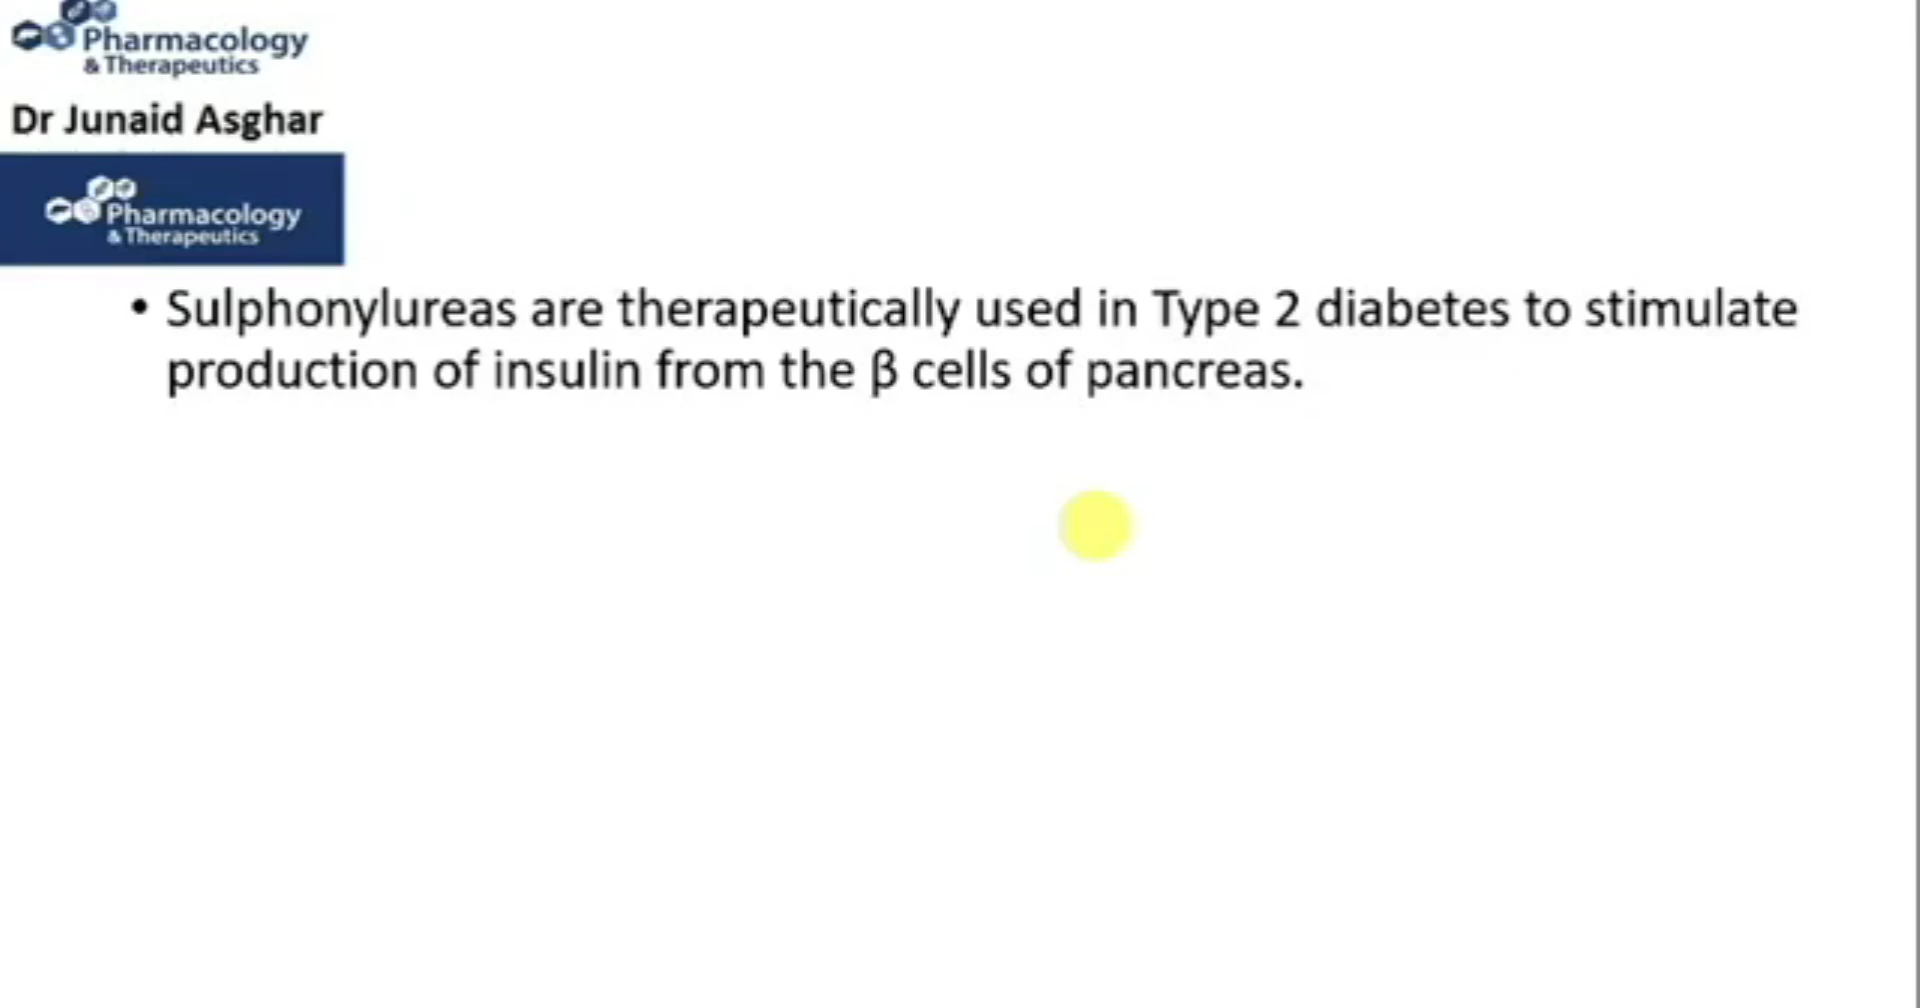 Pharmacology
& Therapeutics
Dr Junaid Asghar
Pharmacology
& Therapeutics
• Sulphonylureas are therapeutically used in Type 2 diabetes to stimulate
production of insulin from the β cells of pancreas.